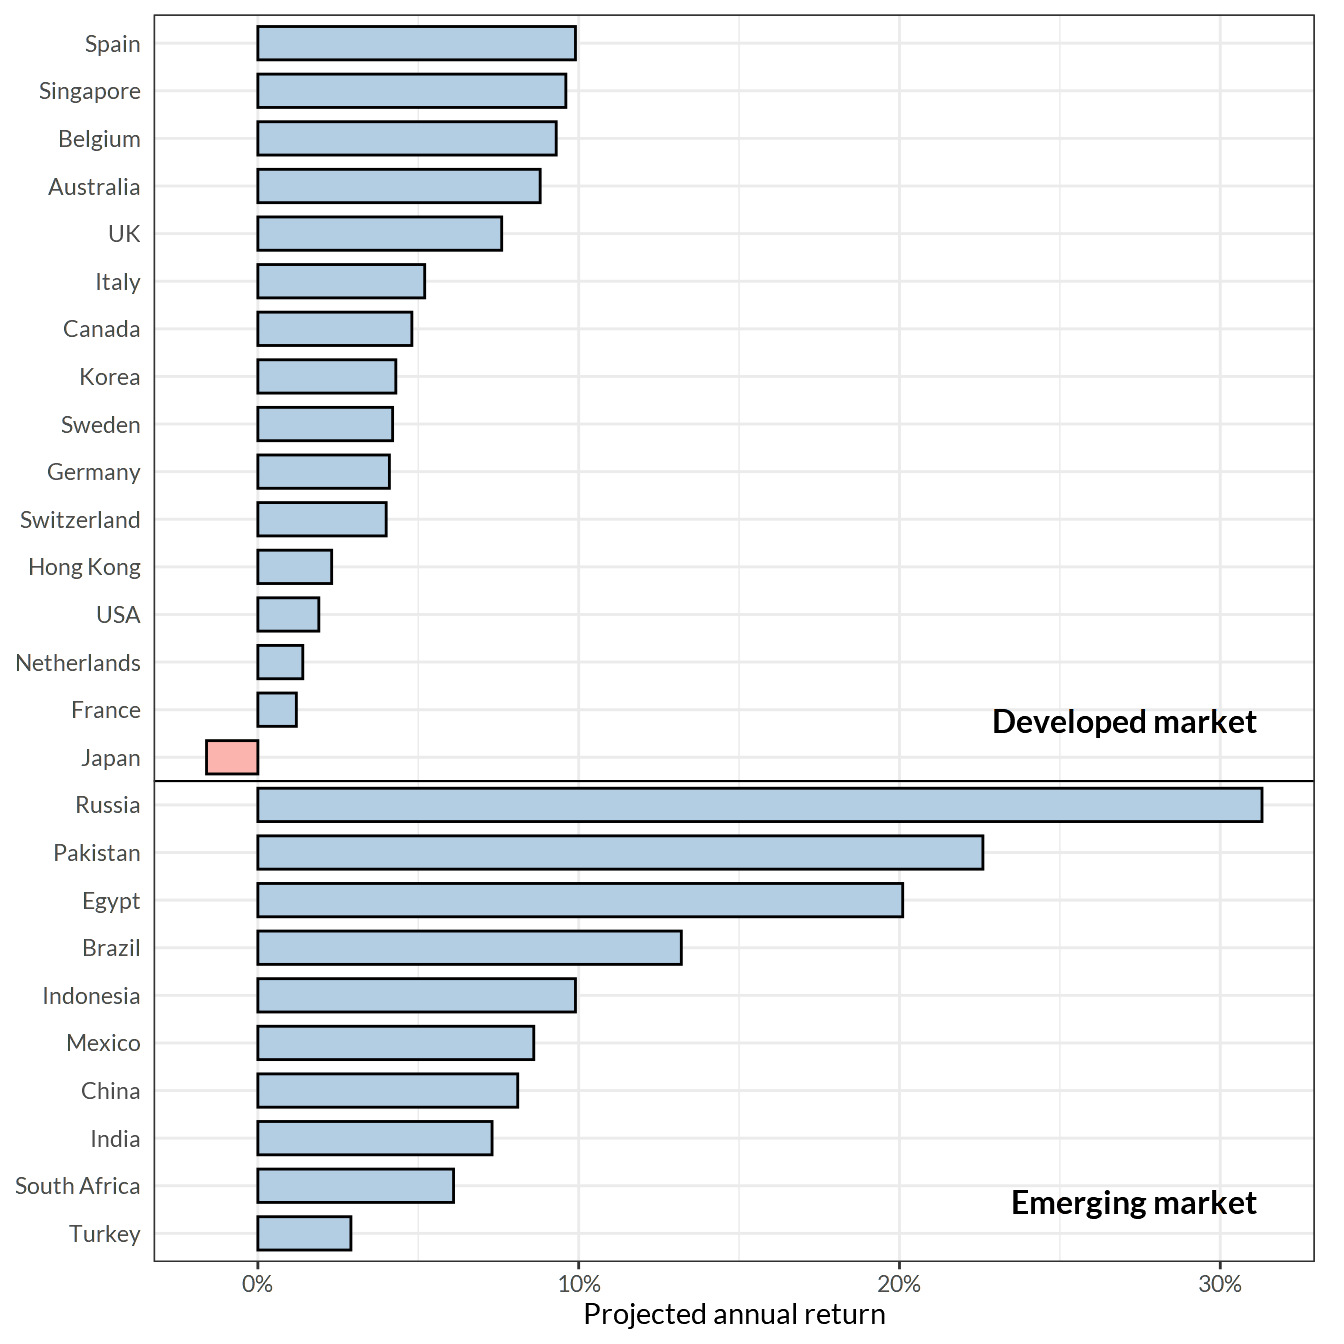 Spain
Singapore
Belgium
Australia
UK
Italy
Canada
Korea
Sweden
Germany
Switzerland
Hong Kong
USA
Netherlands
France
Developed market
Japan
Russia
Pakistan
Egypt
Brazil
Indonesia
Mexico
China
India
South Africa
Emerging market
Turkey
0% 10% 20% 30%
Projected annual return